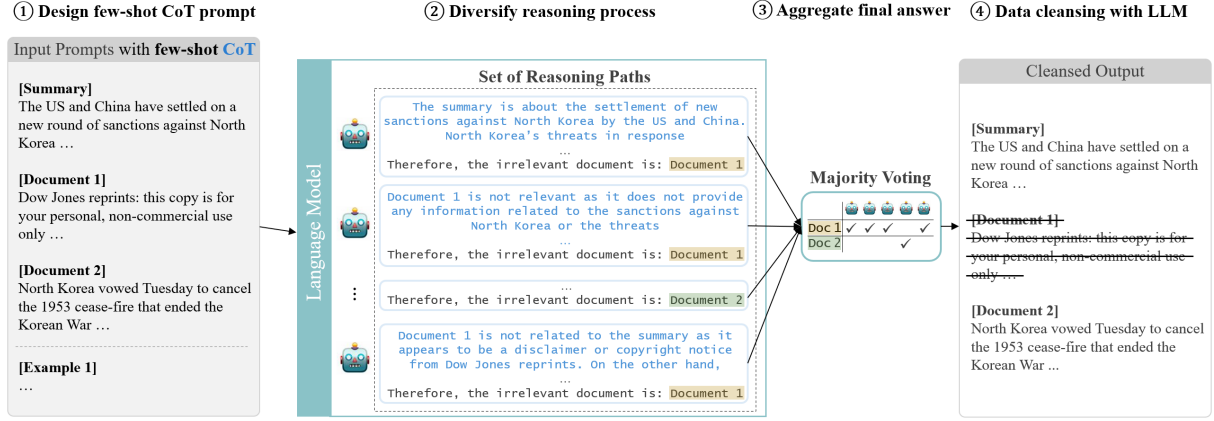 ① Design few-shot CoT prompt
② Diversify reasoning process
③ Aggregate final answer
④ Data cleansing with LLM
Input Prompts with few-shot CoT
[Summary]
The US and China have settled on a
new round of sanctions against North
Korea …
[Document 1]
Dow Jones reprints: this copy is for
your personal, non-commercial use
only …
[Document 2]
North Korea vowed Tuesday to cancel
the 1953 cease-fire that ended the
Korean War …
[Example 1]
…
Language Model
Set of Reasoning Paths
The summary is about the settlement of new
sanctions against North Korea by the US and China.
North Korea's threats in response
…
Therefore, the irrelevant document is: Document 1
Document 1 is not relevant as it does not provide
any information related to the sanctions against
North Korea or the threats
…
Therefore, the irrelevant document is: Document 1
…
Therefore, the irrelevant document is: Document 2
Document 1 is not related to the summary as it
appears to be a disclaimer or copyright notice
from Dow Jones reprints. On the other hand,
…
Therefore, the irrelevant document is: Document 1
Majority Voting
Doc 1 ✓ ✓ ✓ ✓
Doc 2 ✓
Cleansed Output
[Summary]
The US and China have settled on a
new round of sanctions against North
Korea …
[Document 1]
Dow Jones reprints: this copy is for
your personal, non-commercial use
only …
[Document 2]
North Korea vowed Tuesday to cancel
the 1953 cease-fire that ended the
Korean War ...